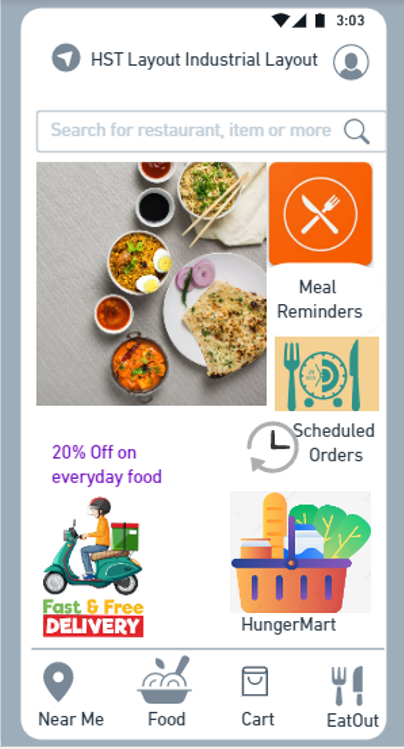 3:03
HST Layout Industrial Layout
Search for restaurant, item or more
Meal
Reminders
Scheduled
Orders
20% Off on
everyday food
Fast & Free
DELIVERY
HungerMart
Near Me
Food
Cart
EatOut